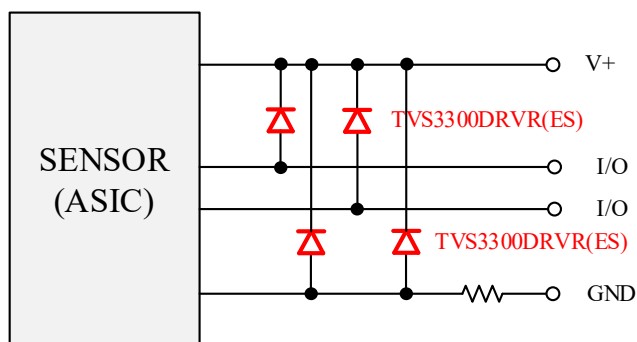 V+
TVS3300DRVR(ES)
SENSOR
(ASIC)
I/O
I/O
TVS3300DRVR(ES)
GND